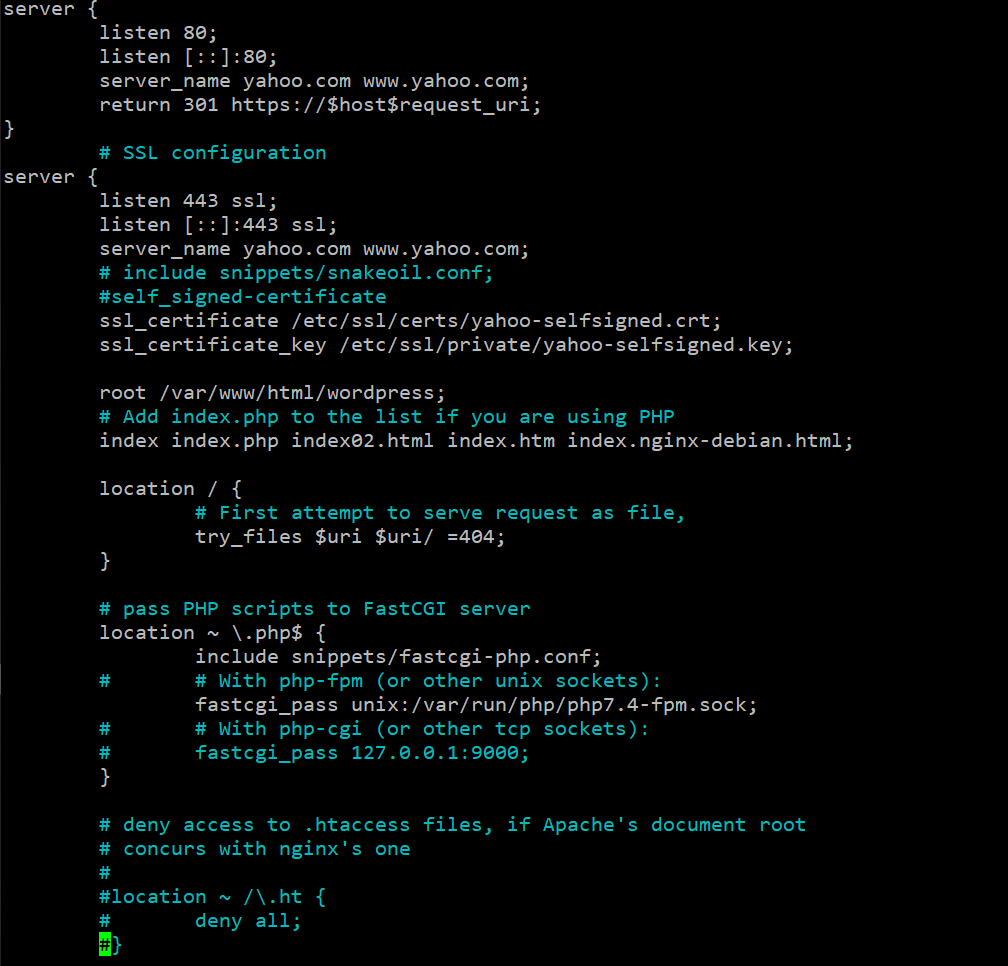 server {
        listen 80;
        listen [::]:80;
        server_name yahoo.com www.yahoo.com;
        return 301 https://$host$request_uri;
}
        # SSL configuration
server {
        listen 443 ssl;
        listen [::]:443 ssl;
        server_name yahoo.com www.yahoo.com;
        # include snippets/snakeoil.conf;
        #self_signed-certificate
        ssl_certificate /etc/ssl/certs/yahoo-selfsigned.crt;
        ssl_certificate_key /etc/ssl/private/yahoo-selfsigned.key;

        root /var/www/html/wordpress;
        # Add index.php to the list if you are using PHP
        index index.php index02.html index.htm index.nginx-debian.html;

        location / {
                # First attempt to serve request as file,
                try_files $uri $uri/ =404;
        }

        # pass PHP scripts to FastCGI server
        location ~ \.php$ {
                include snippets/fastcgi-php.conf;
        #       # With php-fpm (or other unix sockets):
                fastcgi_pass unix:/var/run/php/php7.4-fpm.sock;
        #       # With php-cgi (or other tcp sockets):
        #       fastcgi_pass 127.0.0.1:9000;
        }

        # deny access to .htaccess files, if Apache's document root
        # concurs with nginx's one
        #
        #location ~ /\.ht {
        #       deny all;
        #}